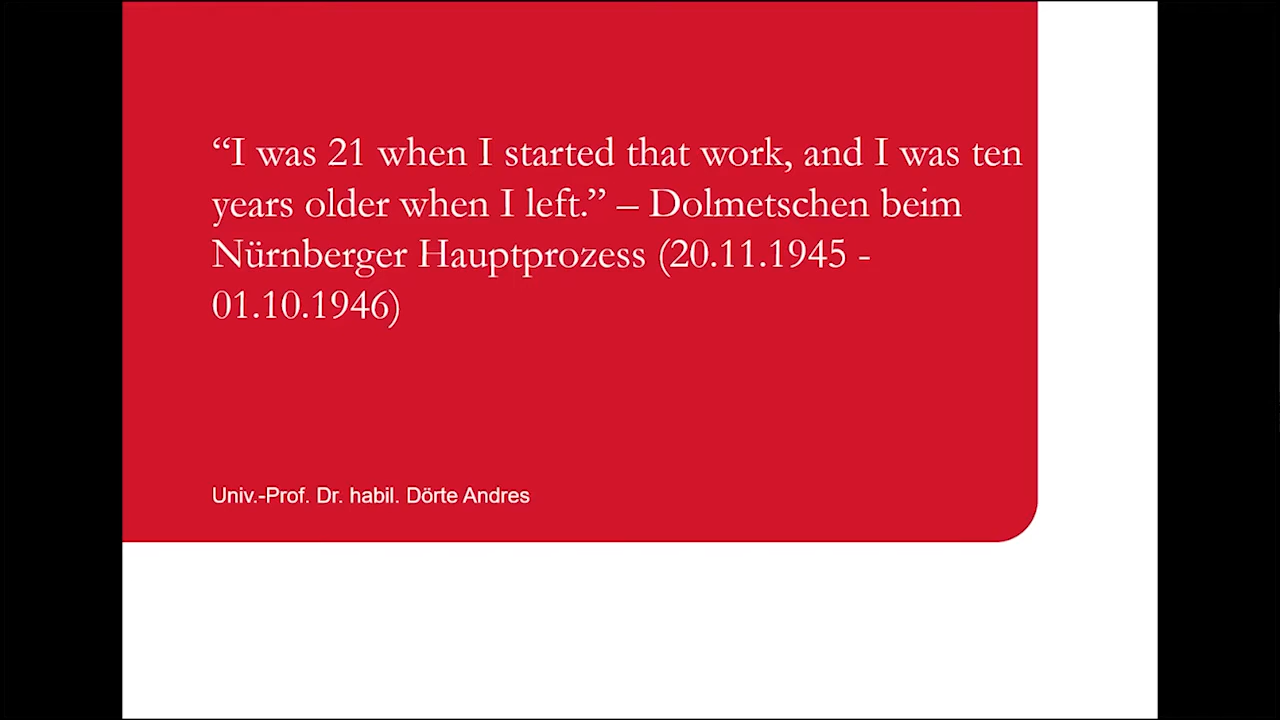 “I was 21 when I started that work, and I was ten
years older when I left.” – Dolmetschen beim
Nürnberger Hauptprozess (20.11.1945 -
01.10.1946)
Univ.-Prof. Dr. habil. Dörte Andres